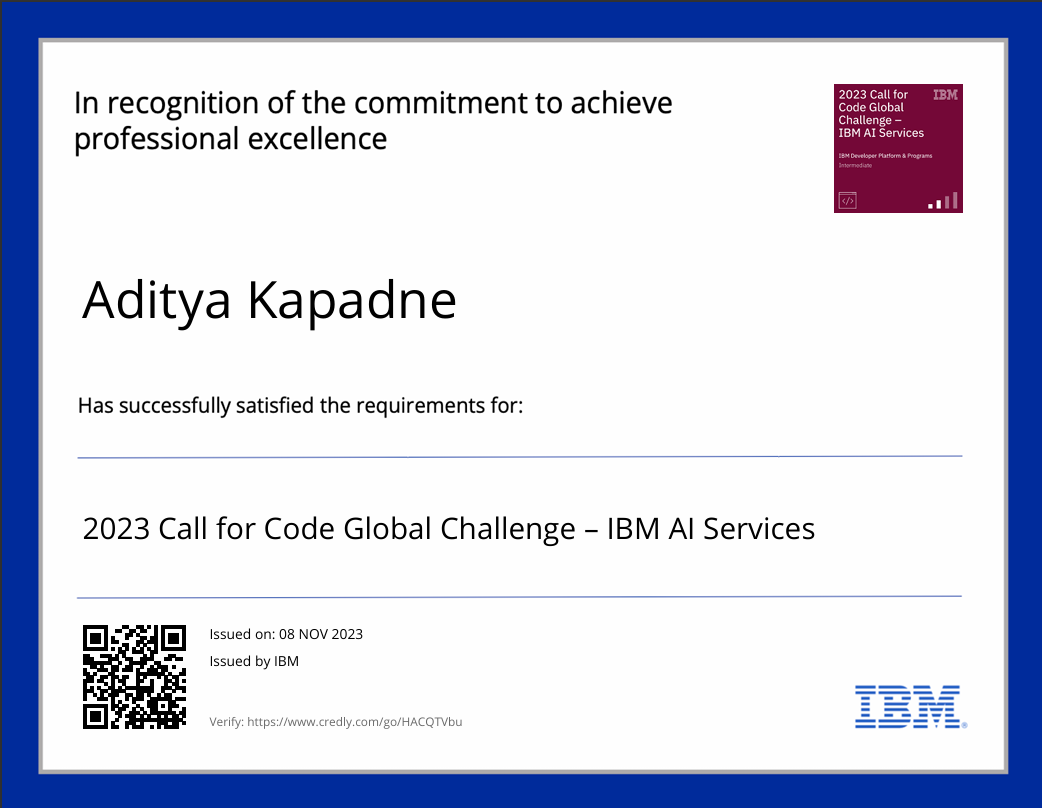 In recognition of the commitment to achieve
professional excellence
2023 Call for
Code Global
Challenge –
IBM AI Services
IBM
IBM Developer Platform & Programs
Intermediate
</>
Aditya Kapadne
Has successfully satisfied the requirements for:
2023 Call for Code Global Challenge – IBM AI Services
Issued on: 08 NOV 2023
Issued by IBM
Verify: https://www.credly.com/go/HACQTVbu
IBM®